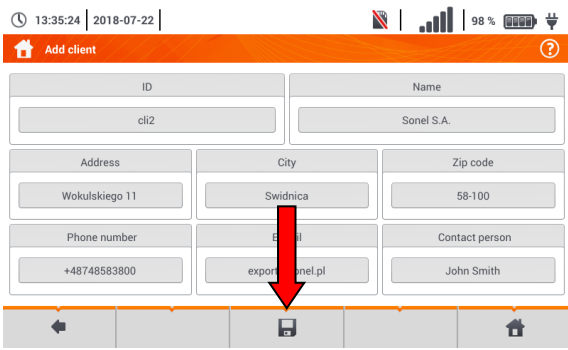 13:35:24 2018-07-22 98 %
Add client ?
ID Name
cli2 Sonel S.A.
Address City Zip code
Wokulskiego 11 Swidnica 58-100
Phone number Contact person
+48748583800 John Smith